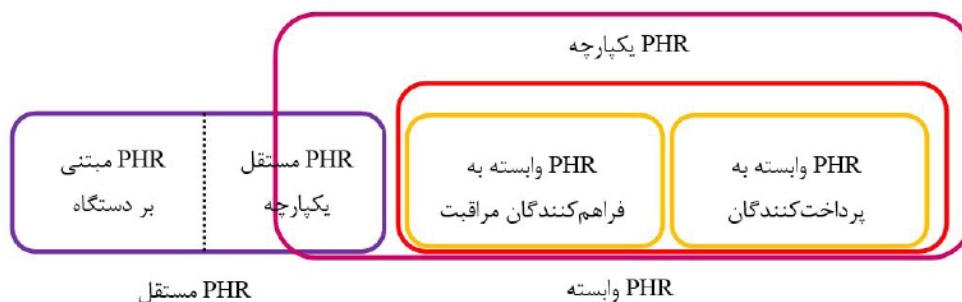 PHR یکپارچه
PHR وابسته به
پرداخت‌کنندگان
PHR وابسته به
فراهم‌کنندگان مراقبت
PHR مستقل
یکپارچه
PHR مبتنی
بر دستگاه
PHR وابسته
PHR مستقل